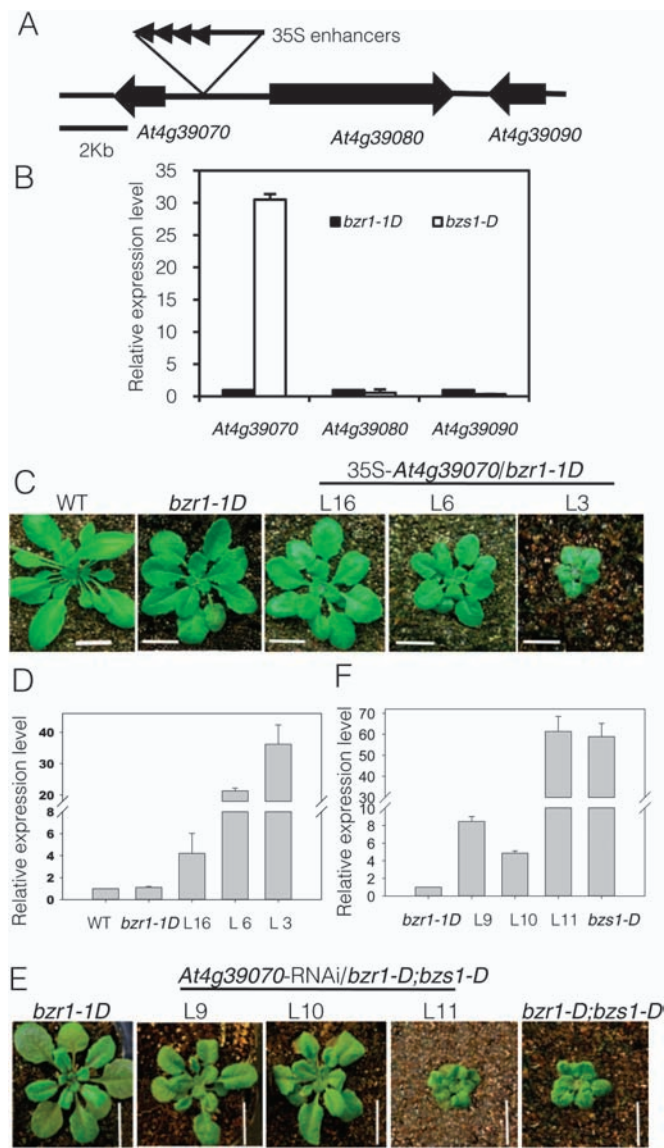 A
35S enhancers
At4g39070
At4g39080
At4g39090
2Kb
B
Relative expression level
35
30
25
20
15
10
5
0
bzr1-1D
bzs1-D
At4g39070
At4g39080
At4g39090
C
35S-At4g39070/bzr1-1D
WT
bzr1-1D
L16
L6
L3
D
Relative expression level
40
30
20
8
6
4
2
0
WT
bzr1-1D
L16
L 6
L 3
F
Relative expression level
70
60
50
40
30
10
8
6
4
2
0
bzr1-1D
L9
L10
L11
bzs1-D
E
At4g39070-RNAi/bzr1-D;bzs1-D
bzr1-1D
L9
L10
L11
bzr1-D;bzs1-D